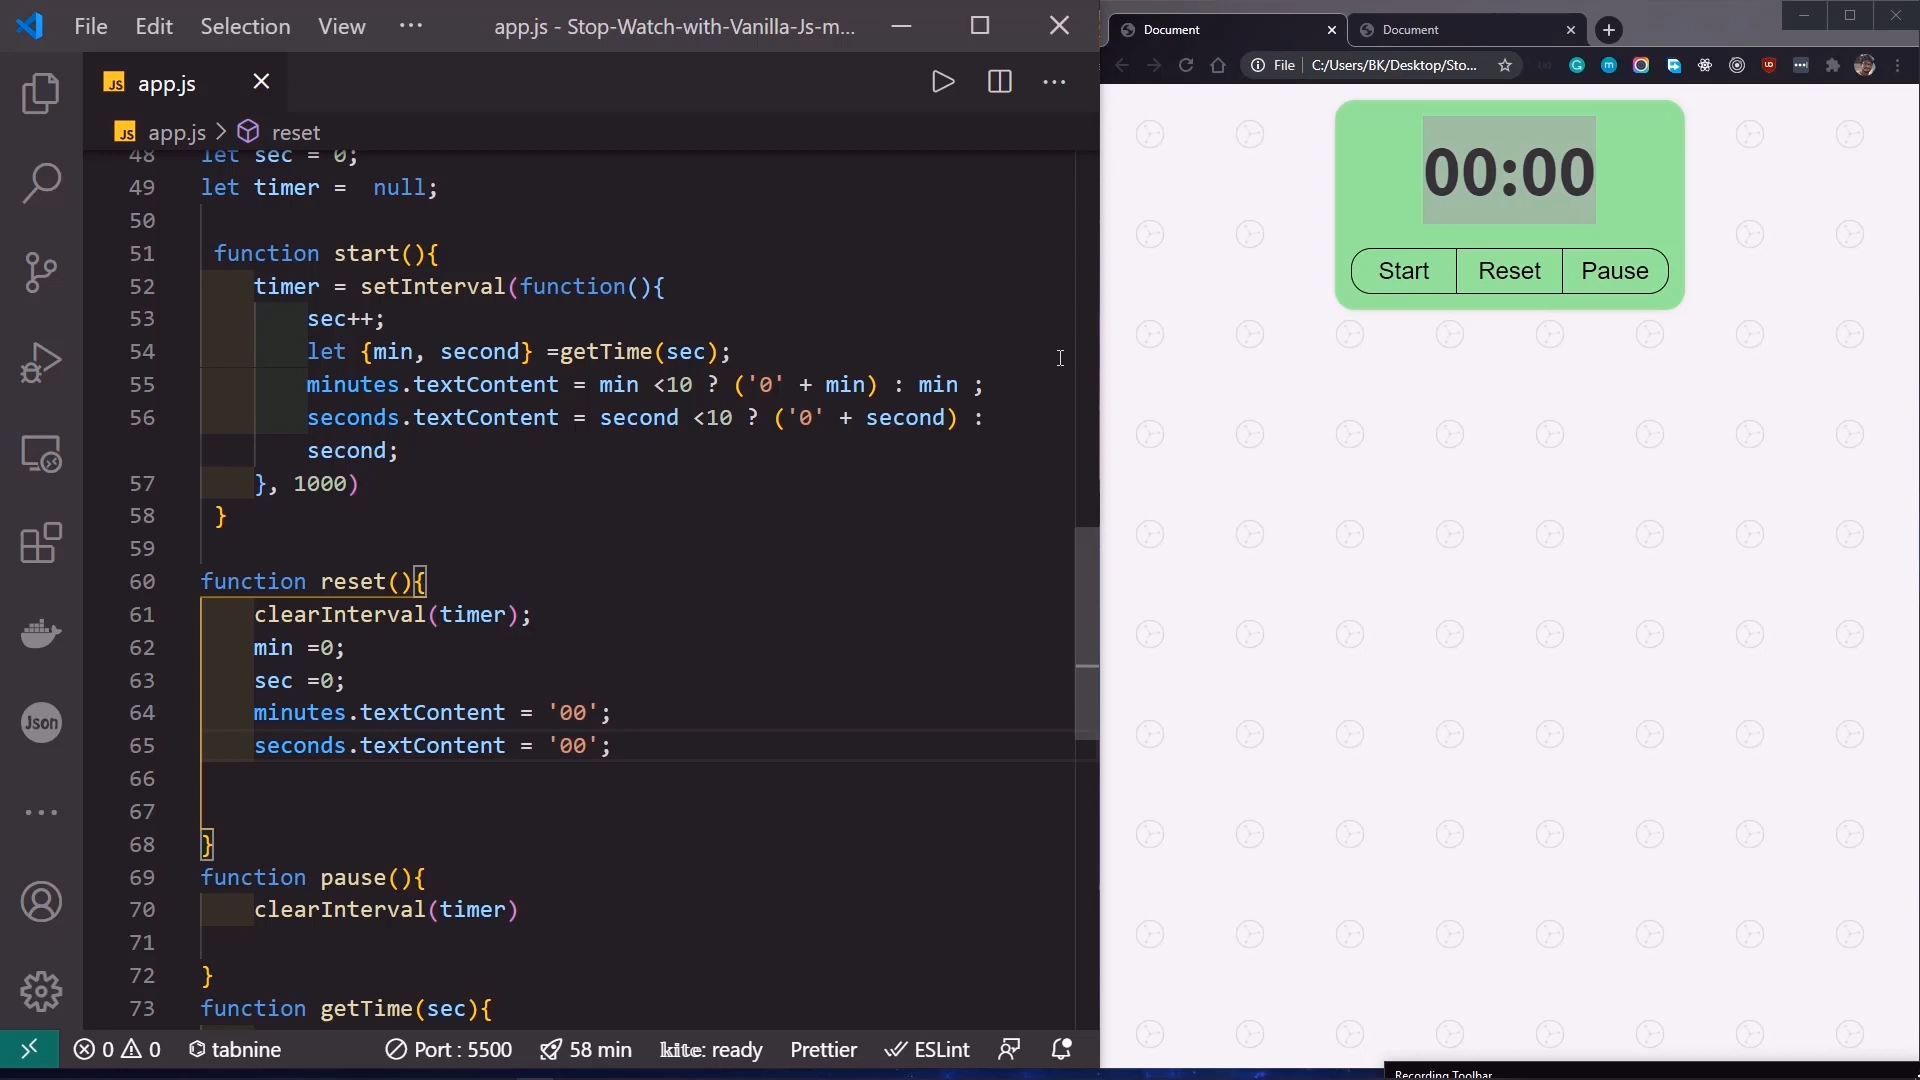 File Edit Selection View ··· app.js - Stop-Watch-with-Vanilla-Js-m...
JS app.js
JS app.js > reset
48 let sec = 0;
49 let timer =  null;
50
51 function start(){
52 timer = setInterval(function(){
53 sec++;
54 let {min, second} =getTime(sec);
55 minutes.textContent = min <10 ? ('0' + min) : min ;
56 seconds.textContent = second <10 ? ('0' + second) :
second;
57 }, 1000)
58 }
59
60 function reset(){
61 clearInterval(timer);
62 min =0;
63 sec =0;
64 minutes.textContent = '00';
65 seconds.textContent = '00';
66
67
68 }
69 function pause(){
70 clearInterval(timer)
71
72 }
73 function getTime(sec){
Json
0 0 tabnine Port : 5500 58 min kite: ready Prettier ESLint
Document Document
File C:/Users/BK/Desktop/Sto...
00:00
Start Reset Pause
Recording Toolbar